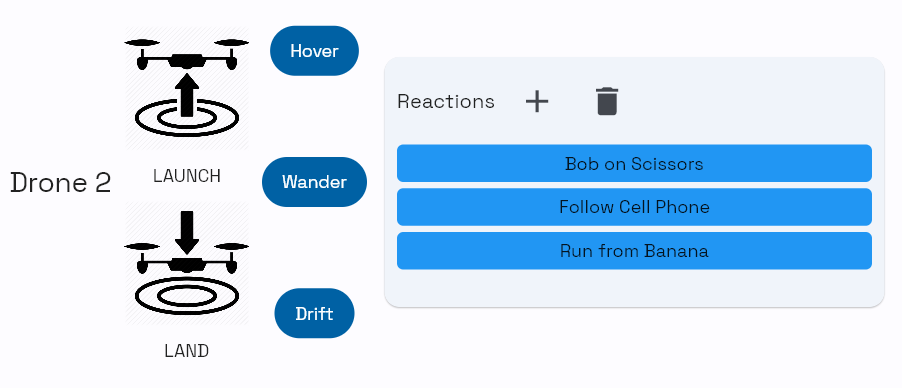 Drone 2
LAUNCH
LAND
Hover
Wander
Drift
Reactions
Bob on Scissors
Follow Cell Phone
Run from Banana